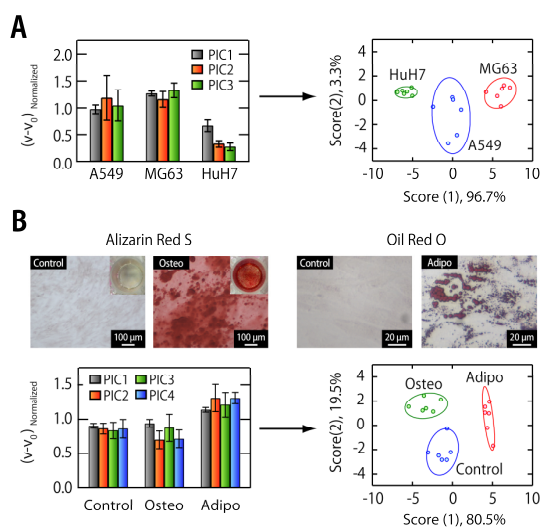 A
(v-v₀) Normalized
2.0
1.5
1.0
0.5
0.0
PIC1
PIC2
PIC3
A549
MG63
HuH7
Score(2), 3.3%
4
2
0
-2
-4
HuH7
MG63
A549
-10
-5
0
5
10
Score (1), 96.7%
B
Alizarin Red S
Oil Red O
Control
100 µm
Osteo
100 µm
Control
20 µm
Adipo
20 µm
(v-v₀) Normalized
1.5
1.0
0.5
0.0
PIC1
PIC2
PIC3
PIC4
Control
Osteo
Adipo
Score(2), 19.5%
4
2
0
-2
-4
Osteo
Adipo
Control
-10
-5
0
5
10
Score (1), 80.5%